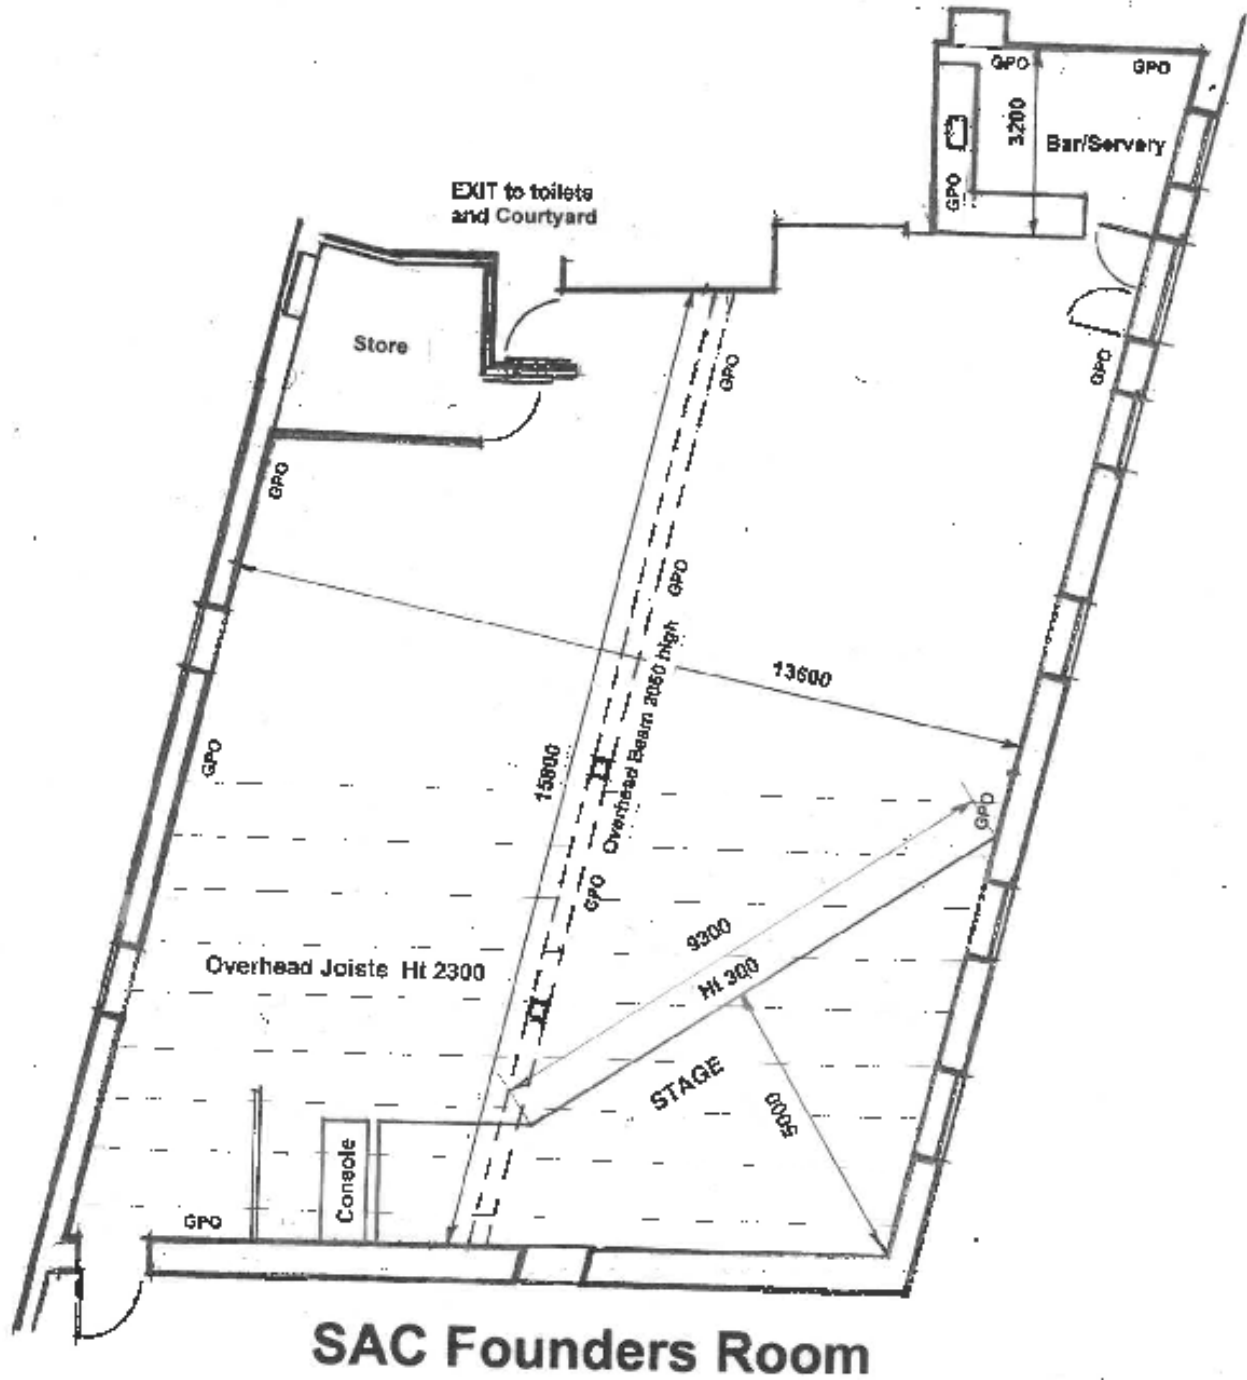 GPO
GPO
3200
Bar/Servery
GPO
EXIT to toilets
and Courtyard
Store
GPO
GPO
GPO
GPO
13600
Overhead Beam 2050 high
GPO
15800
GPO
GPO
9300
Overhead Joists Ht 2300
Ht 300
STAGE
5000
Console
GPO
SAC Founders Room